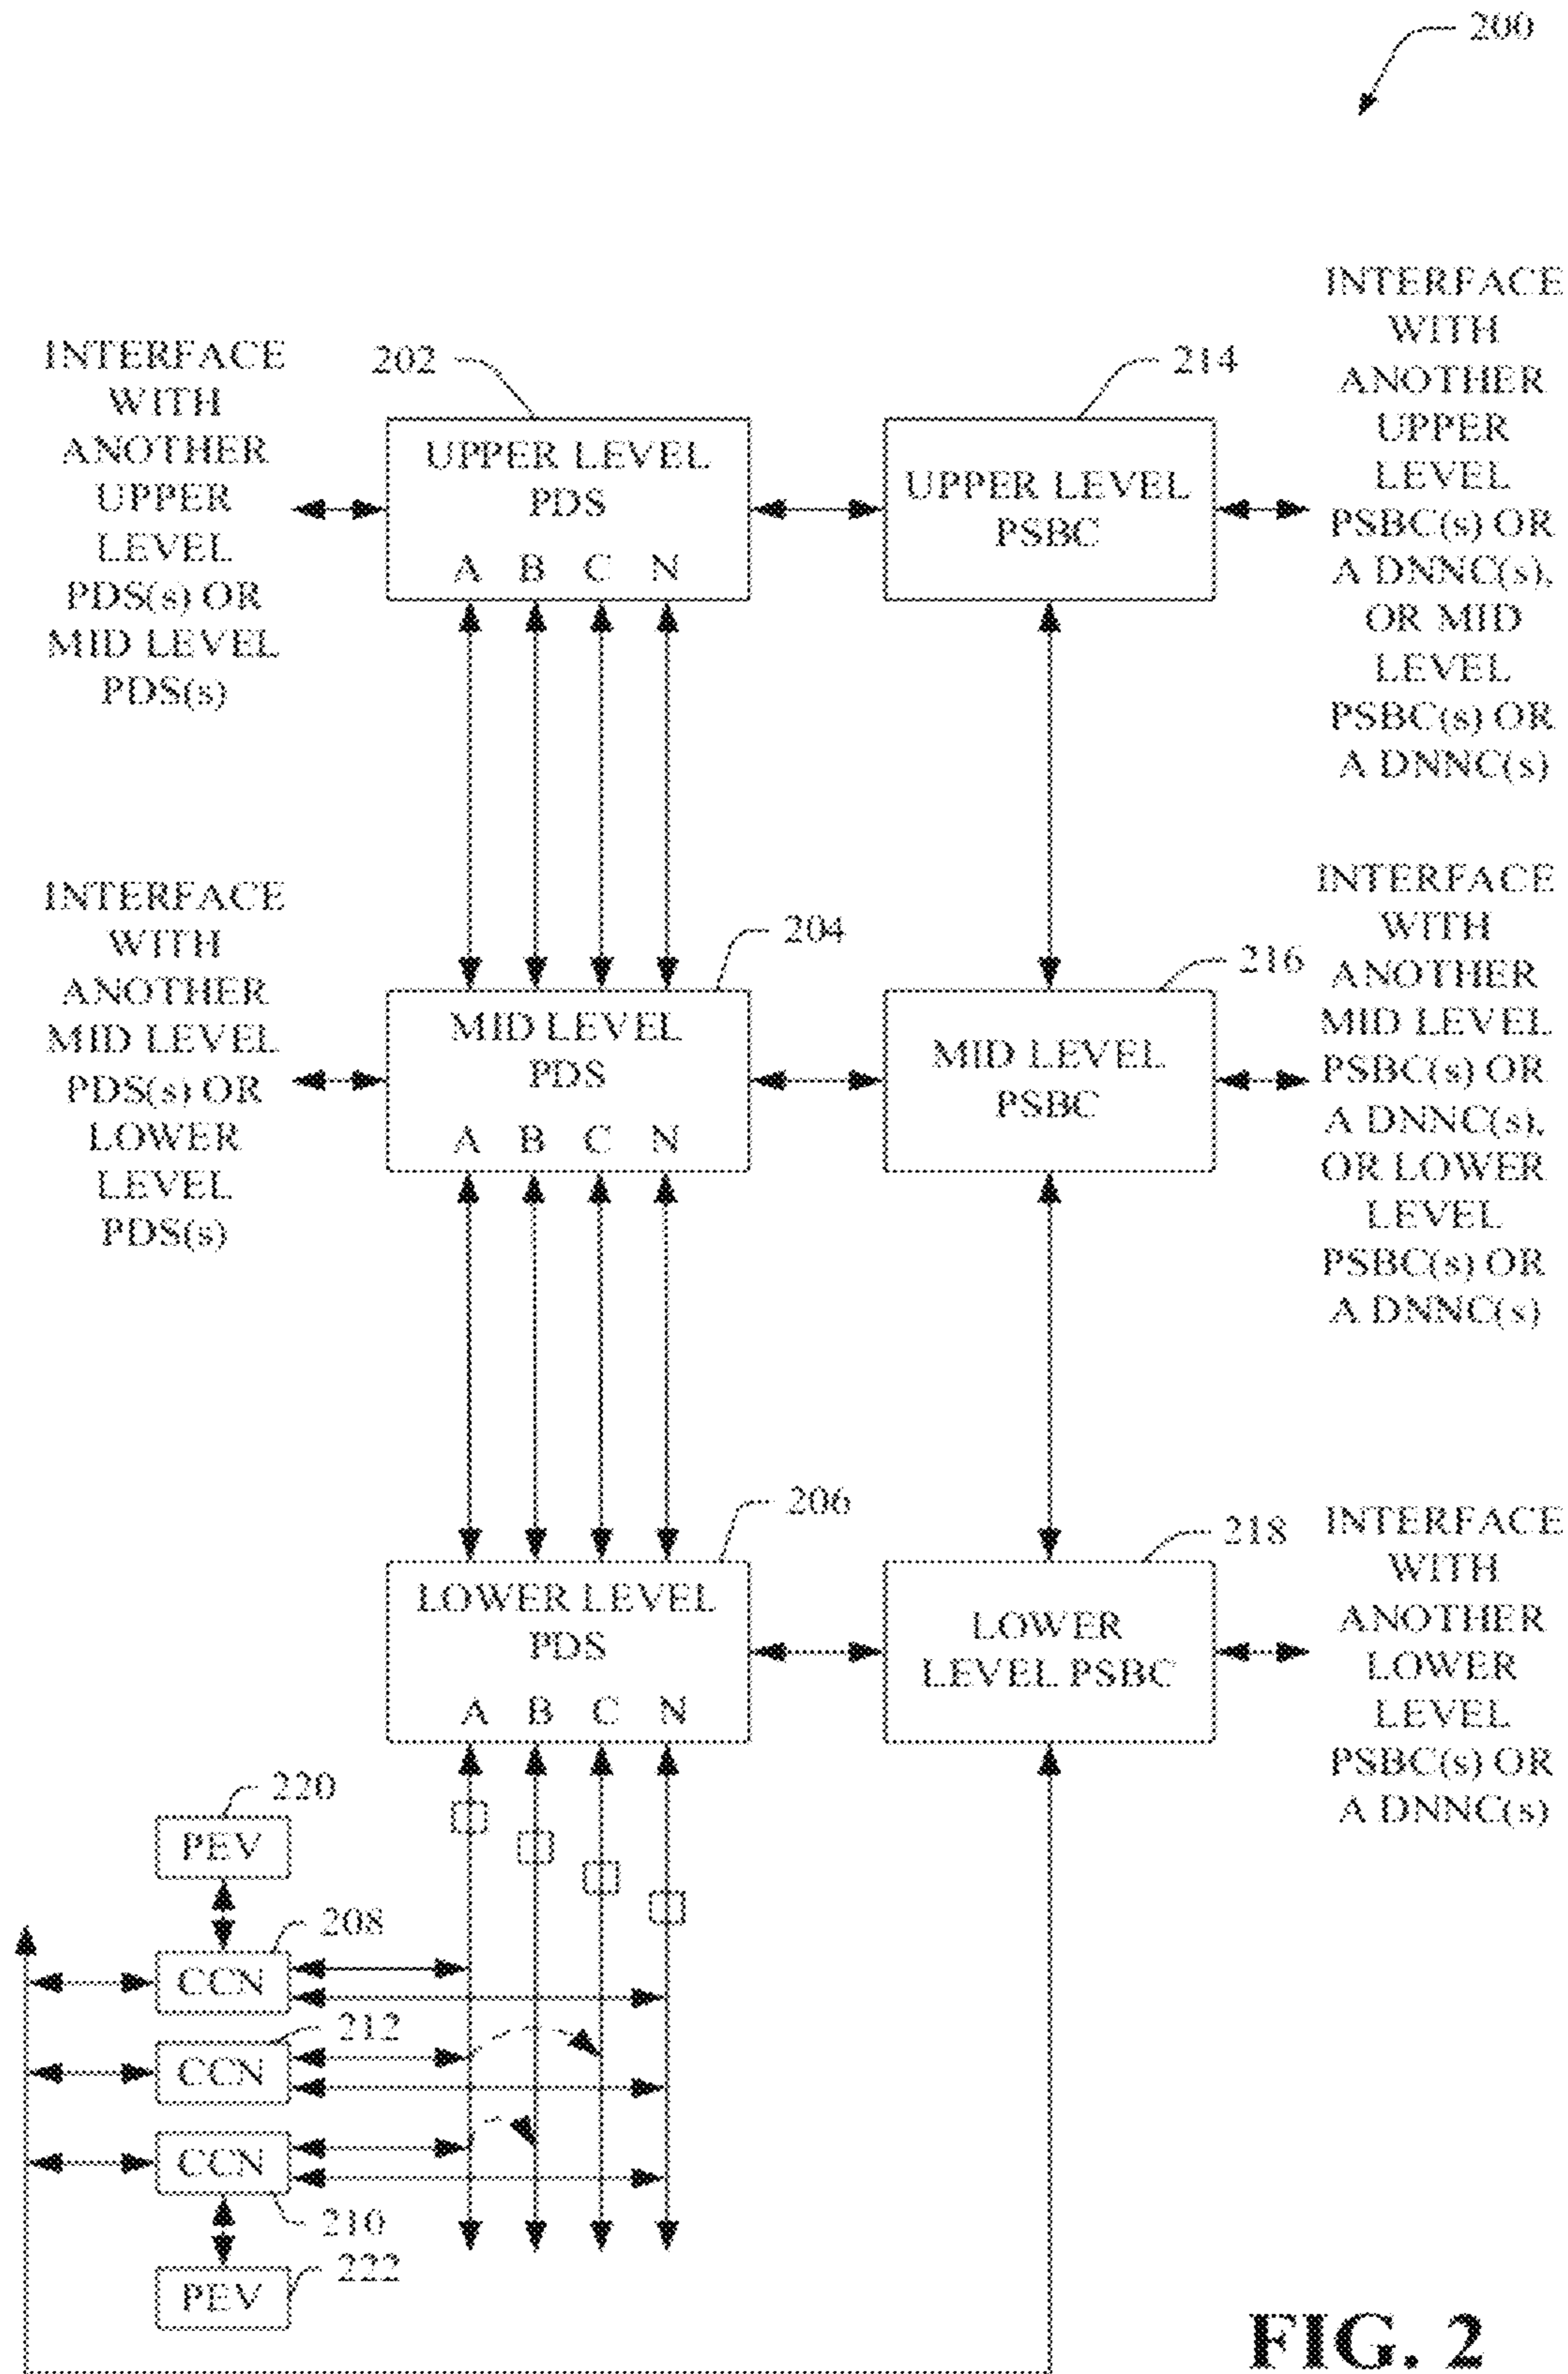 200
INTERFACE
WITH
ANOTHER
UPPER
LEVEL
PDS(s) OR
MID LEVEL
PDS(s)
202
UPPER LEVEL
PDS
A B C N
214
UPPER LEVEL
PSBC
INTERFACE
WITH
ANOTHER
UPPER
LEVEL
PSBC(s) OR
A DNNC(s),
OR MID
LEVEL
PSBC(s) OR
A DNNC(s)
INTERFACE
WITH
ANOTHER
MID LEVEL
PDS(s) OR
LOWER
LEVEL
PDS(s)
204
MID LEVEL
PDS
A B C N
216
MID LEVEL
PSBC
INTERFACE
WITH
ANOTHER
MID LEVEL
PSBC(s) OR
A DNNC(s),
OR LOWER
LEVEL
PSBC(s) OR
A DNNC(s)
206
LOWER LEVEL
PDS
A B C N
218
LOWER
LEVEL PSBC
INTERFACE
WITH
ANOTHER
LOWER
LEVEL
PSBC(s) OR
A DNNC(s)
220
PEV
208
CCN
212
CCN
CCN
210
222
PEV
FIG. 2